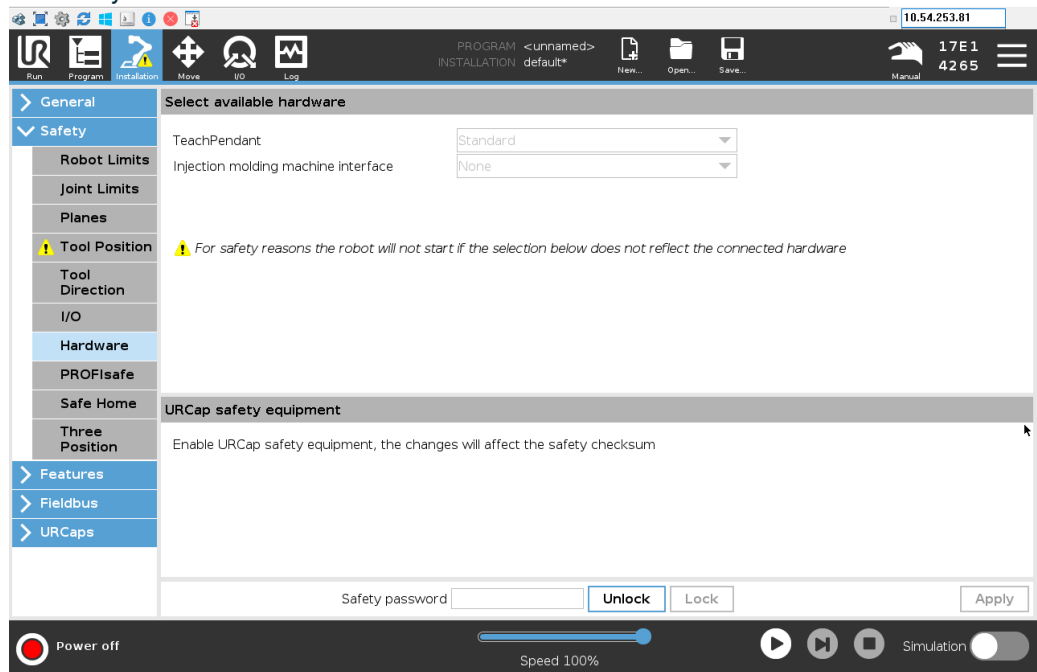 10.54.253.81
UR
Run
Program
Installation
Move
I/O
Log
PROGRAM <unnamed>
INSTALLATION default*
New...
Open...
Save...
Manual
17E1
4265
General
Safety
Robot Limits
Joint Limits
Planes
Tool Position
Tool
Direction
I/O
Hardware
PROFIsafe
Safe Home
Three
Position
Features
Fieldbus
URCaps
Select available hardware
TeachPendant
Standard
Injection molding machine interface
None
For safety reasons the robot will not start if the selection below does not reflect the connected hardware
URCap safety equipment
Enable URCap safety equipment, the changes will affect the safety checksum
Safety password
Unlock
Lock
Apply
Power off
Speed 100%
Simulation